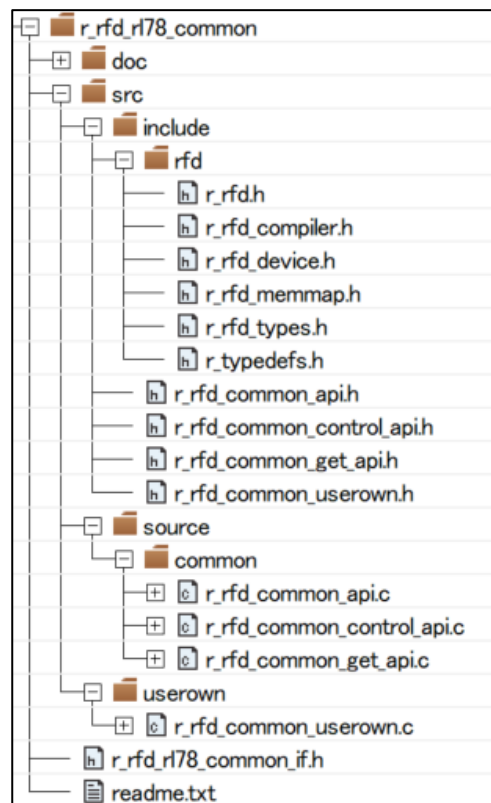 r_rfd_rl78_common
doc
src
include
rfd
r_rfd.h
r_rfd_compiler.h
r_rfd_device.h
r_rfd_memmap.h
r_rfd_types.h
r_typedefs.h
r_rfd_common_api.h
r_rfd_common_control_api.h
r_rfd_common_get_api.h
r_rfd_common_userown.h
source
common
r_rfd_common_api.c
r_rfd_common_control_api.c
r_rfd_common_get_api.c
userown
r_rfd_common_userown.c
r_rfd_rl78_common_if.h
readme.txt